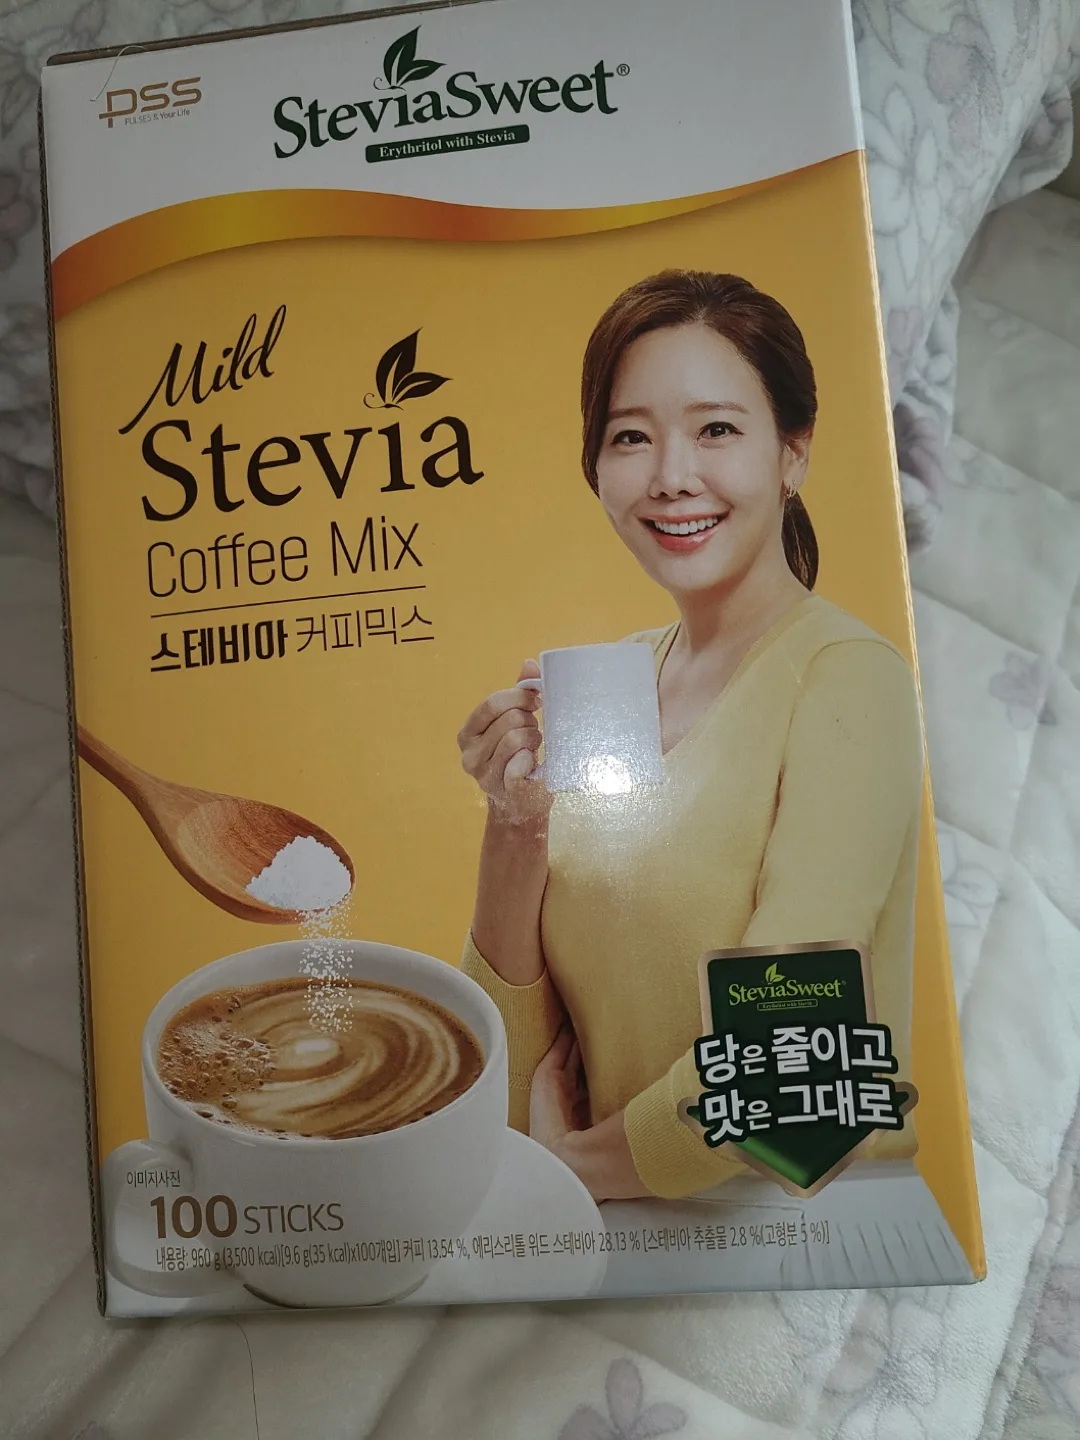 PSS
PULSES & Your Life
SteviaSweet®
Erythritol with Stevia
Mild
Stevia
Coffee Mix
스테비아 커피믹스
SteviaSweet
Erythritol with Stevia
당은 줄이고
맛은 그대로
이미지사진
100 STICKS
내용량: 960 g (3,500 kcal)[9.6 g(35 kcal)x100개입] 커피 13.54 %, 에리스리톨 위드 스테비아 28.13 % [스테비아 추출물 2.8 %(고형분 5 %)]